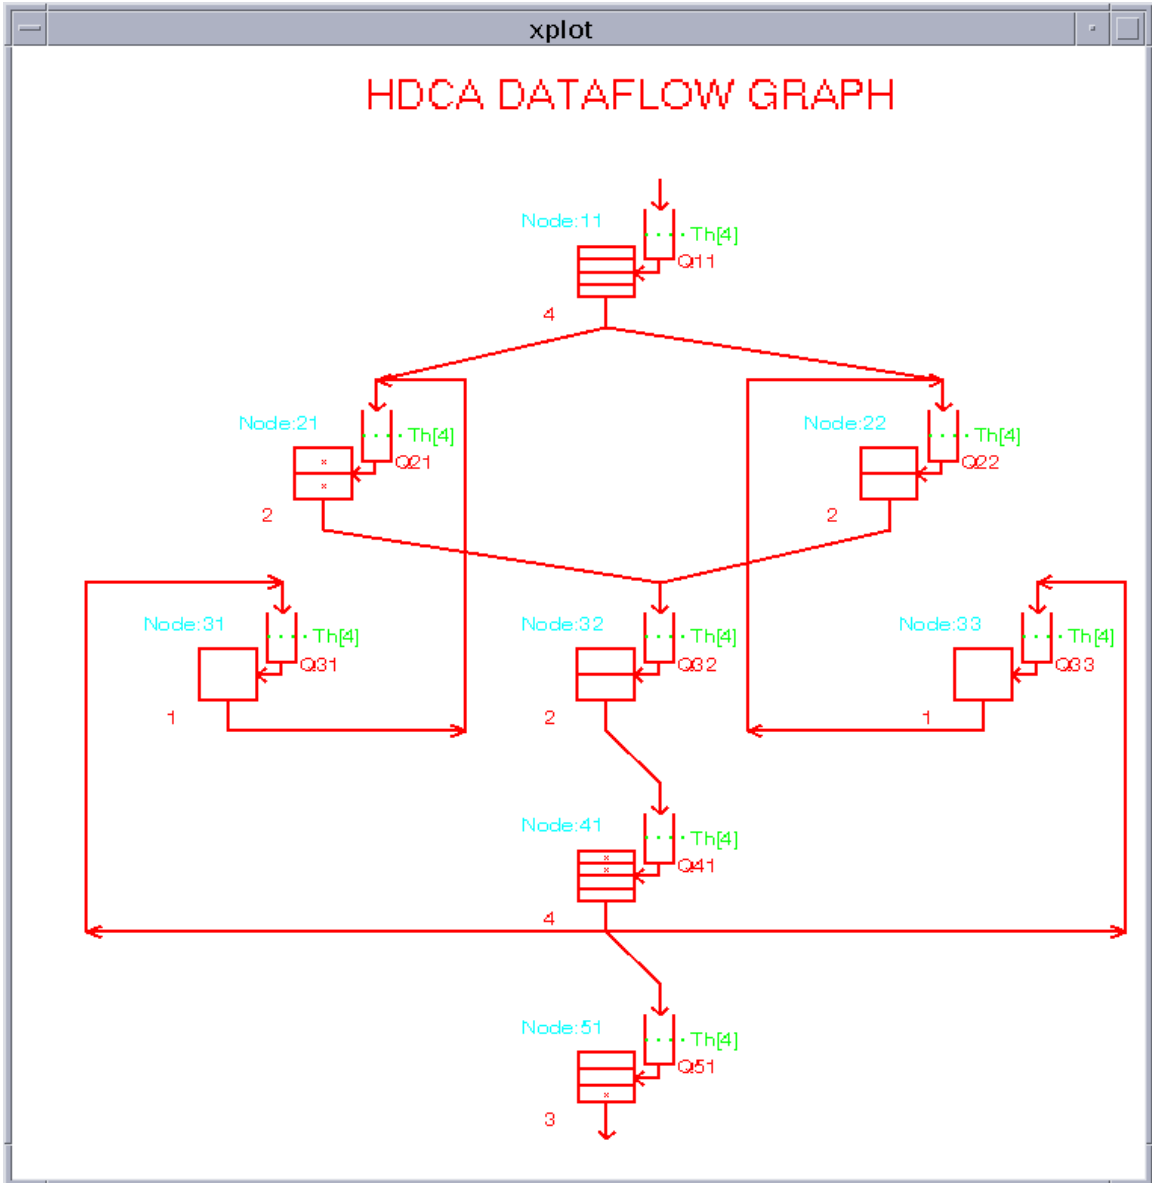 xplot
HDCA DATAFLOW GRAPH
Node:11
Th[4]
Q11
4
Node:21
Th[4]
Q21
2
Node:22
Th[4]
Q22
2
Node:31
Th[4]
Q31
1
Node:32
Th[4]
Q32
2
Node:33
Th[4]
Q33
1
Node:41
Th[4]
Q41
x
x
4
Node:51
Th[4]
Q51
x
3